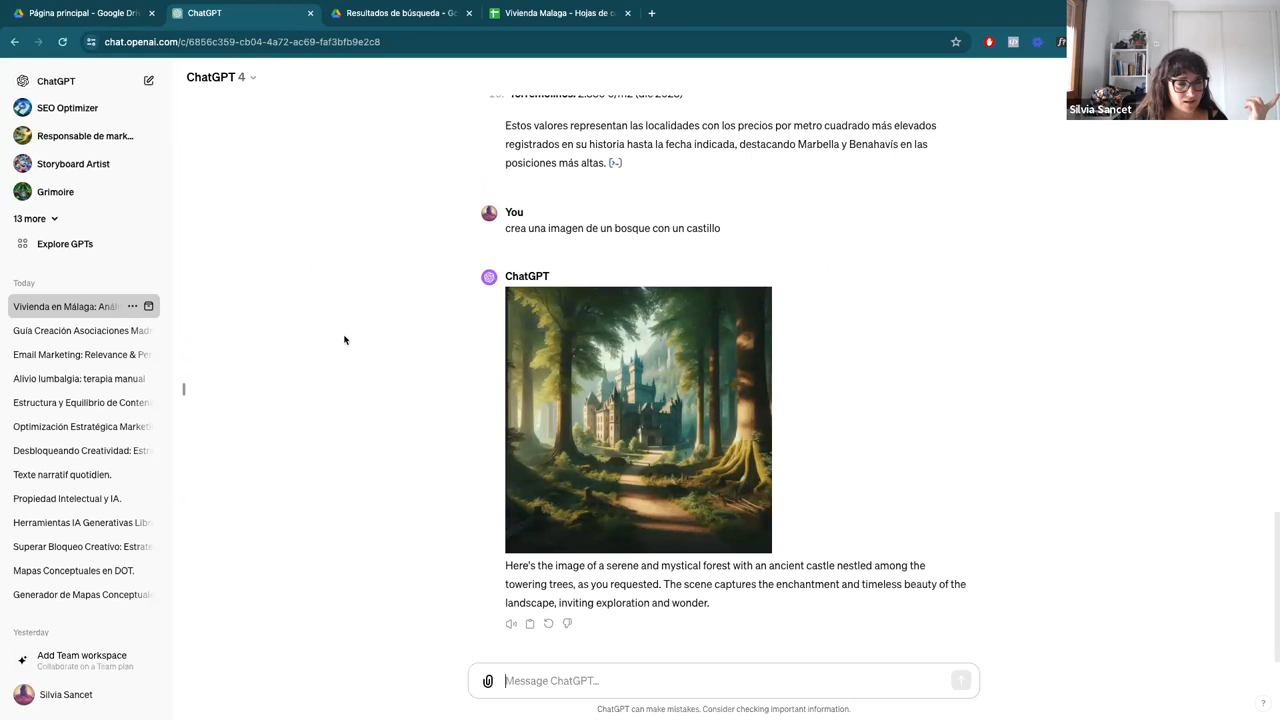 Página principal - Google Dri
ChatGPT
Resultados de búsqueda - Go
Vivienda Malaga - Hojas de c
chat.openai.com/c/6856c359-cb04-4a72-ac69-faf3bfb9e2c8
Silvia Sancet
ChatGPT
SEO Optimizer
Responsable de mark...
Storyboard Artist
Grimoire
13 more
Explore GPTs
Today
Vivienda en Málaga: Análi
Guía Creación Asociaciones Mad
Email Marketing: Relevance & Pe
Alivio lumbalgia: terapia manual
Estructura y Equilibrio de Conten
Optimización Estratégica Market
Desbloqueando Creatividad: Estr
Texte narratif quotidien.
Propiedad Intelectual y IA.
Herramientas IA Generativas Lib
Superar Bloqueo Creativo: Estrate
Mapas Conceptuales en DOT.
Generador de Mapas Conceptual
Yesterday
Add Team workspace
Collaborate on a Team plan
Silvia Sancet
ChatGPT 4
Estos valores representan las localidades con los precios por metro cuadrado más elevados
registrados en su historia hasta la fecha indicada, destacando Marbella y Benahavís en las
posiciones más altas. [>-]
You
crea una imagen de un bosque con un castillo
ChatGPT
Here's the image of a serene and mystical forest with an ancient castle nestled among the
towering trees, as you requested. The scene captures the enchantment and timeless beauty of the
landscape, inviting exploration and wonder.
Message ChatGPT...
ChatGPT can make mistakes. Consider checking important information.
?